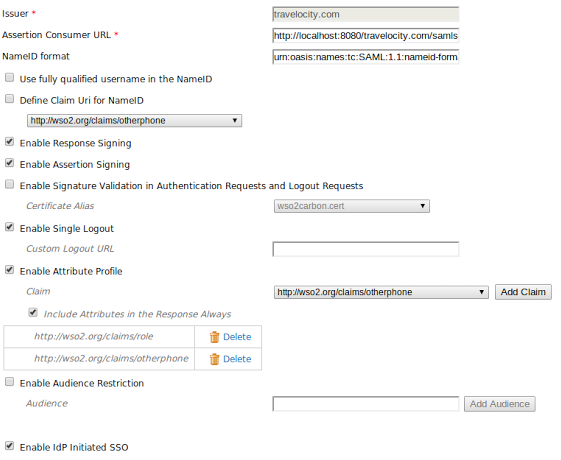 Issuer *
travelocity.com
Assertion Consumer URL *
http://localhost:8080/travelocity.com/samls
NameID format
urn:oasis:names:tc:SAML:1.1:nameid-form
Use fully qualified username in the NameID
Define Claim Uri for NameID
http://wso2.org/claims/otherphone
Enable Response Signing
Enable Assertion Signing
Enable Signature Validation in Authentication Requests and Logout Requests
Certificate Alias
wso2carbon.cert
Enable Single Logout
Custom Logout URL
Enable Attribute Profile
Claim
http://wso2.org/claims/otherphone
Add Claim
Include Attributes in the Response Always
http://wso2.org/claims/role
Delete
http://wso2.org/claims/otherphone
Delete
Enable Audience Restriction
Audience
Add Audience
Enable IdP Initiated SSO